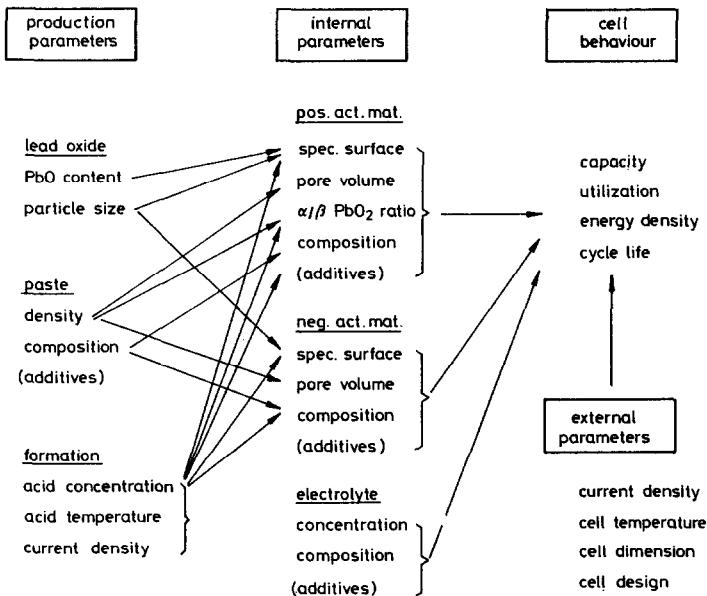 production
parameters
internal
parameters
cell
behaviour
lead oxide
PbO content
particle size
paste
density
composition
(additives)
formation
acid concentration
acid temperature
current density
pos. act. mat.
spec. surface
pore volume
α/β PbO₂ ratio
composition
(additives)
neg. act. mat.
spec. surface
pore volume
composition
(additives)
electrolyte
concentration
composition
(additives)
capacity
utilization
energy density
cycle life
external
parameters
current density
cell temperature
cell dimension
cell design